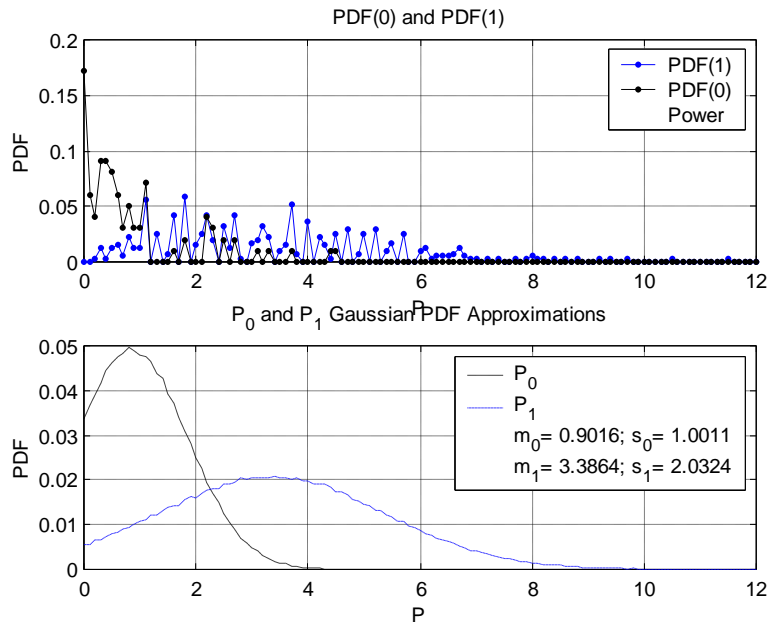 PDF(0) and PDF(1)
0.2
0.15
0.1
0.05
0
PDF
PDF(1)
PDF(0)
Power
0 2 4 6 8 10 12
P
P0 and P1 Gaussian PDF Approximations
0.05
0.04
0.03
0.02
0.01
0
PDF
P0
P1
m0= 0.9016; s0= 1.0011
m1= 3.3864; s1= 2.0324
0 2 4 6 8 10 12
P